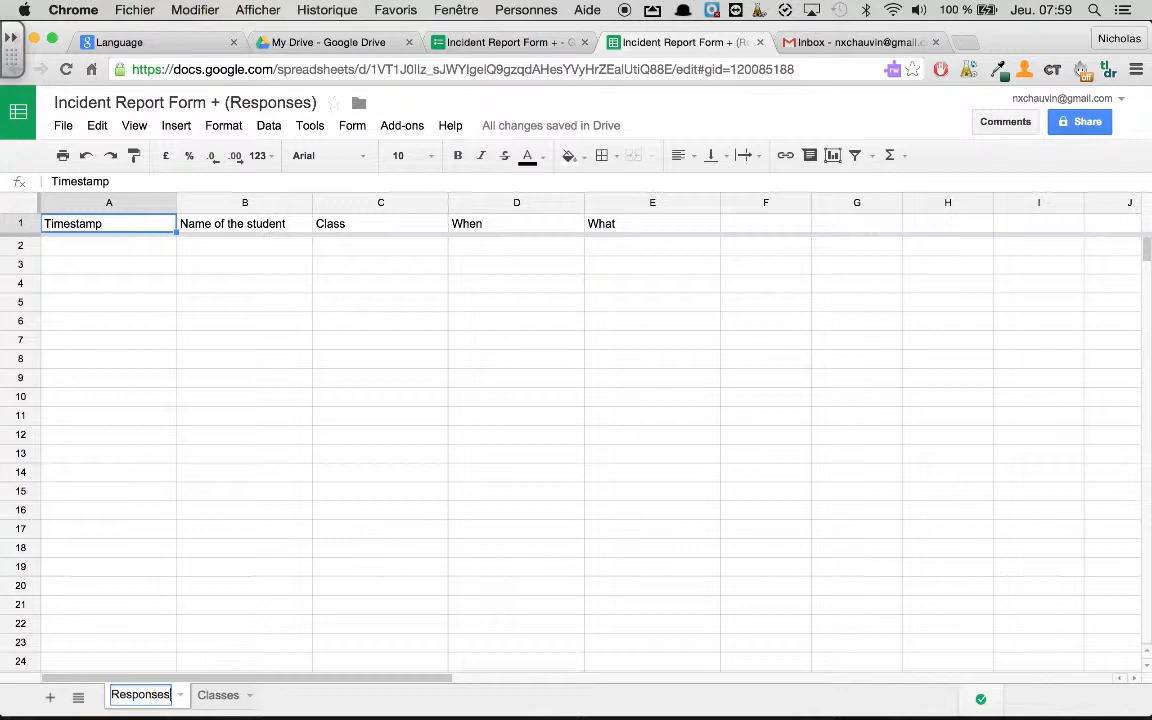 Chrome Fichier Modifier Afficher Historique Favoris Fenêtre Personnes Aide 100 % Jeu. 07:59
Language My Drive - Google Drive Incident Report Form + - G Incident Report Form + (Re Inbox - nxchauvin@gmail.c Nicholas
https://docs.google.com/spreadsheets/d/1VT1J0lIz_sJWYIgelQ9gzqdAHesYVyHrZEalUtiQ88E/edit#gid=120085188
Incident Report Form + (Responses)
nxchauvin@gmail.com
File Edit View Insert Format Data Tools Form Add-ons Help All changes saved in Drive
Comments Share
£ % .0 .00 123 Arial 10 B I S A Σ
fx Timestamp
A B C D E F G H I J
1 Timestamp Name of the student Class When What
2
3
4
5
6
7
8
9
10
11
12
13
14
15
16
17
18
19
20
21
22
23
24
Responses Classes